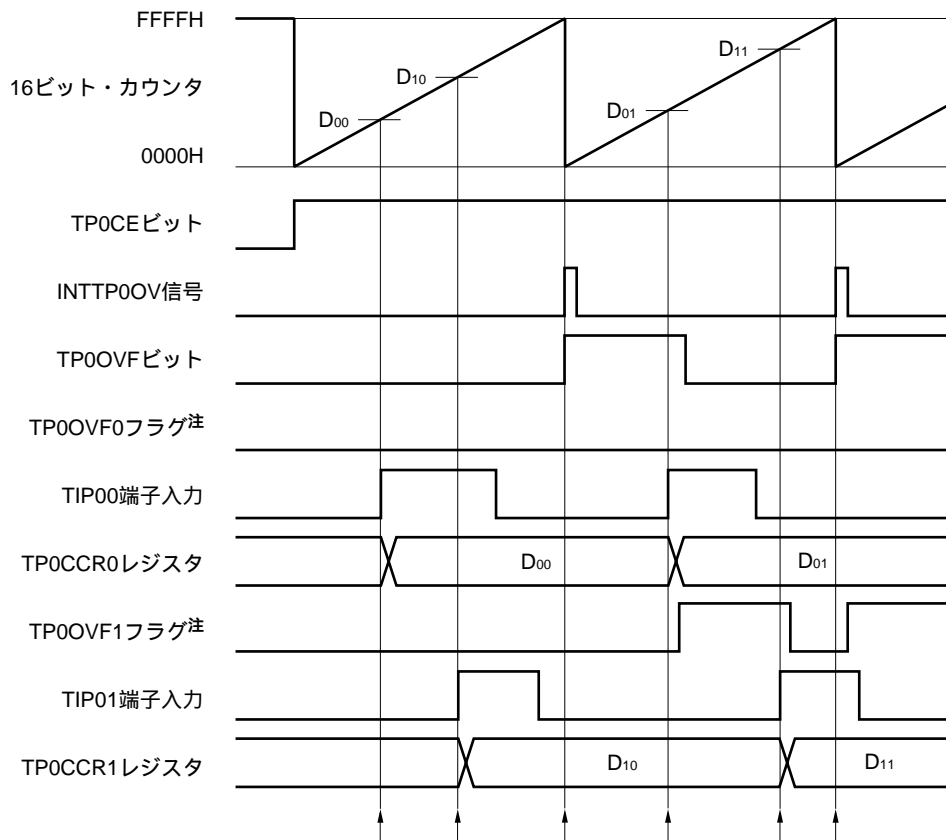 FFFFH
16ビット・カウンタ
0000H
D10
D00
D11
D01
TP0CEビット
INTTP0OV信号
TP0OVFビット
TP0OVF0フラグ注
TIP00端子入力
TP0CCR0レジスタ
D00
D01
TP0OVF1フラグ注
TIP01端子入力
TP0CCR1レジスタ
D10
D11